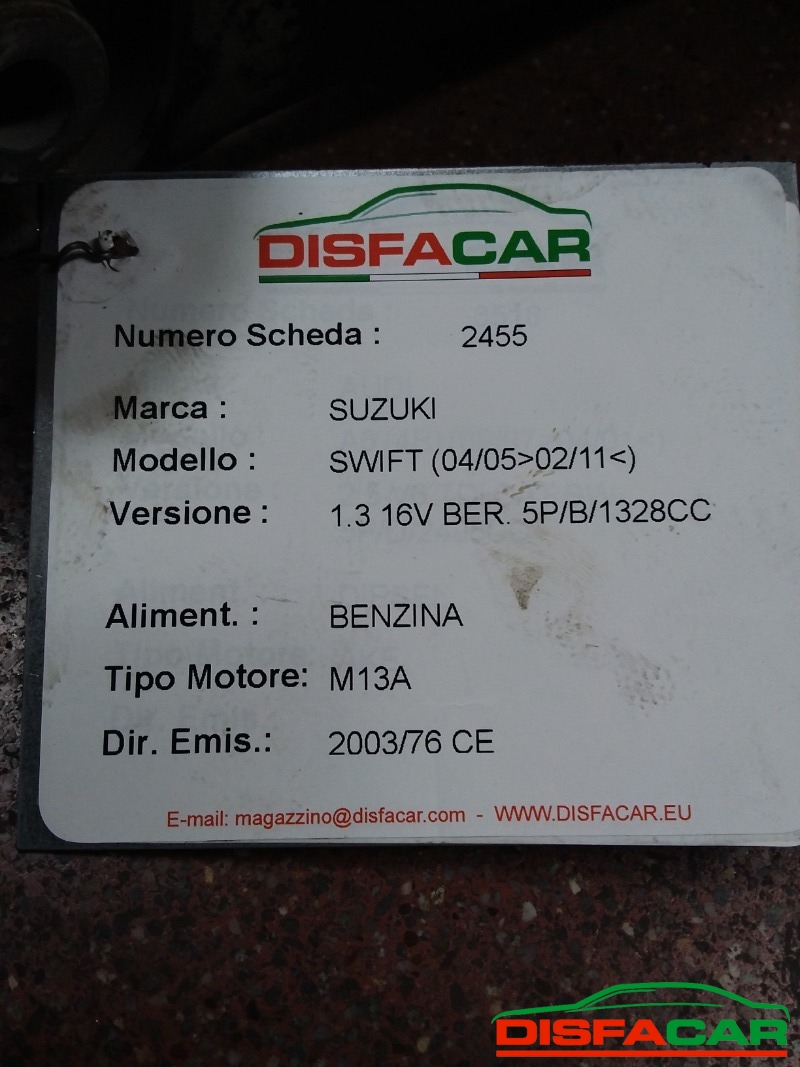 DISFACAR
Numero Scheda : 2455
Marca : SUZUKI
Modello : SWIFT (04/05>02/11<)
Versione : 1.3 16V BER. 5P/B/1328CC
Aliment. : BENZINA
Tipo Motore: M13A
Dir. Emis.: 2003/76 CE
E-mail: magazzino@disfacar.com - WWW.DISFACAR.EU
DISFACAR